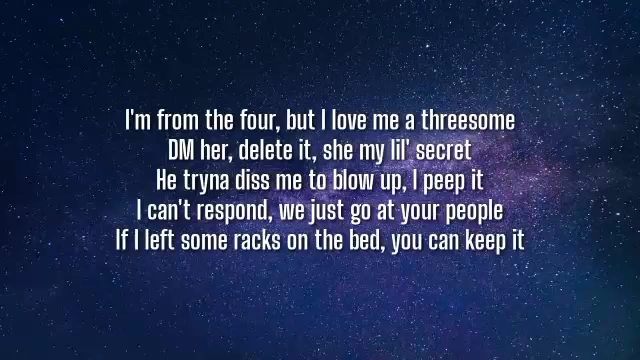 I'm from the four, but I love me a threesome
DM her, delete it, she my lil' secret
He tryna diss me to blow up, I peep it
I can't respond, we just go at your people
If I left some racks on the bed, you can keep it